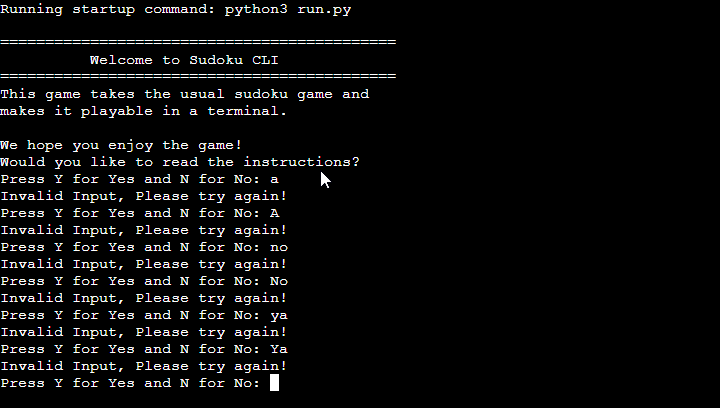 Running startup command: python3 run.py
============================================
Welcome to Sudoku CLI
============================================
This game takes the usual sudoku game and
makes it playable in a terminal.
We hope you enjoy the game!
Would you like to read the instructions?
Press Y for Yes and N for No: a
Invalid Input, Please try again!
Press Y for Yes and N for No: A
Invalid Input, Please try again!
Press Y for Yes and N for No: no
Invalid Input, Please try again!
Press Y for Yes and N for No: No
Invalid Input, Please try again!
Press Y for Yes and N for No: ya
Invalid Input, Please try again!
Press Y for Yes and N for No: Ya
Invalid Input, Please try again!
Press Y for Yes and N for No: